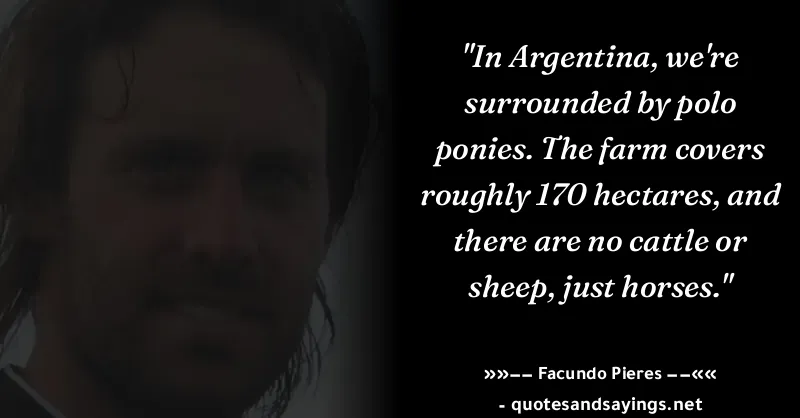 "In Argentina, we're
surrounded by polo
ponies. The farm covers
roughly 170 hectares, and
there are no cattle or
sheep, just horses."
»»–– Facundo Pieres ––««
- quotesandsayings.net